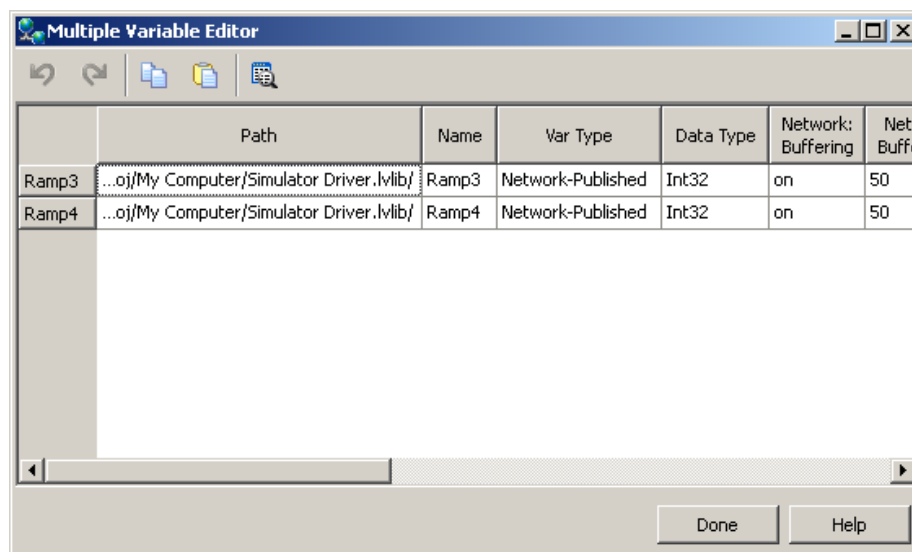 Multiple Variable Editor
Path Name Var Type Data Type Network: Buffering Net Buff
Ramp3 ...oj/My Computer/Simulator Driver.lvlib/ Ramp3 Network-Published Int32 on 50
Ramp4 ...oj/My Computer/Simulator Driver.lvlib/ Ramp4 Network-Published Int32 on 50
Done Help